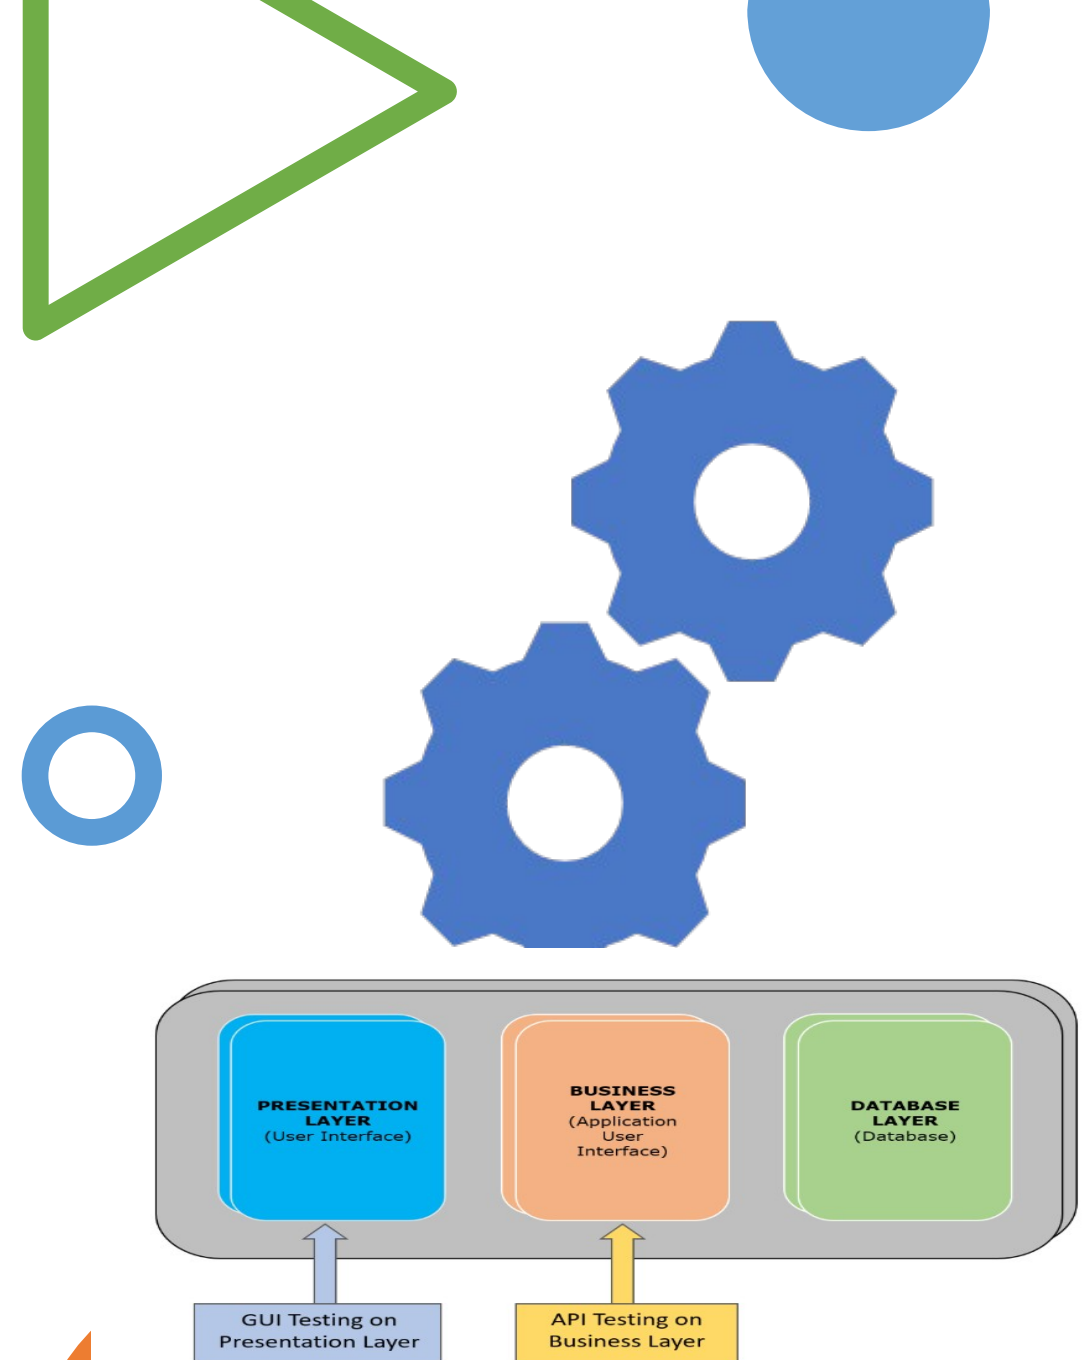 PRESENTATION
LAYER
(User Interface)
BUSINESS
LAYER
(Application
User
Interface)
DATABASE
LAYER
(Database)
GUI Testing on
Presentation Layer
API Testing on
Business Layer